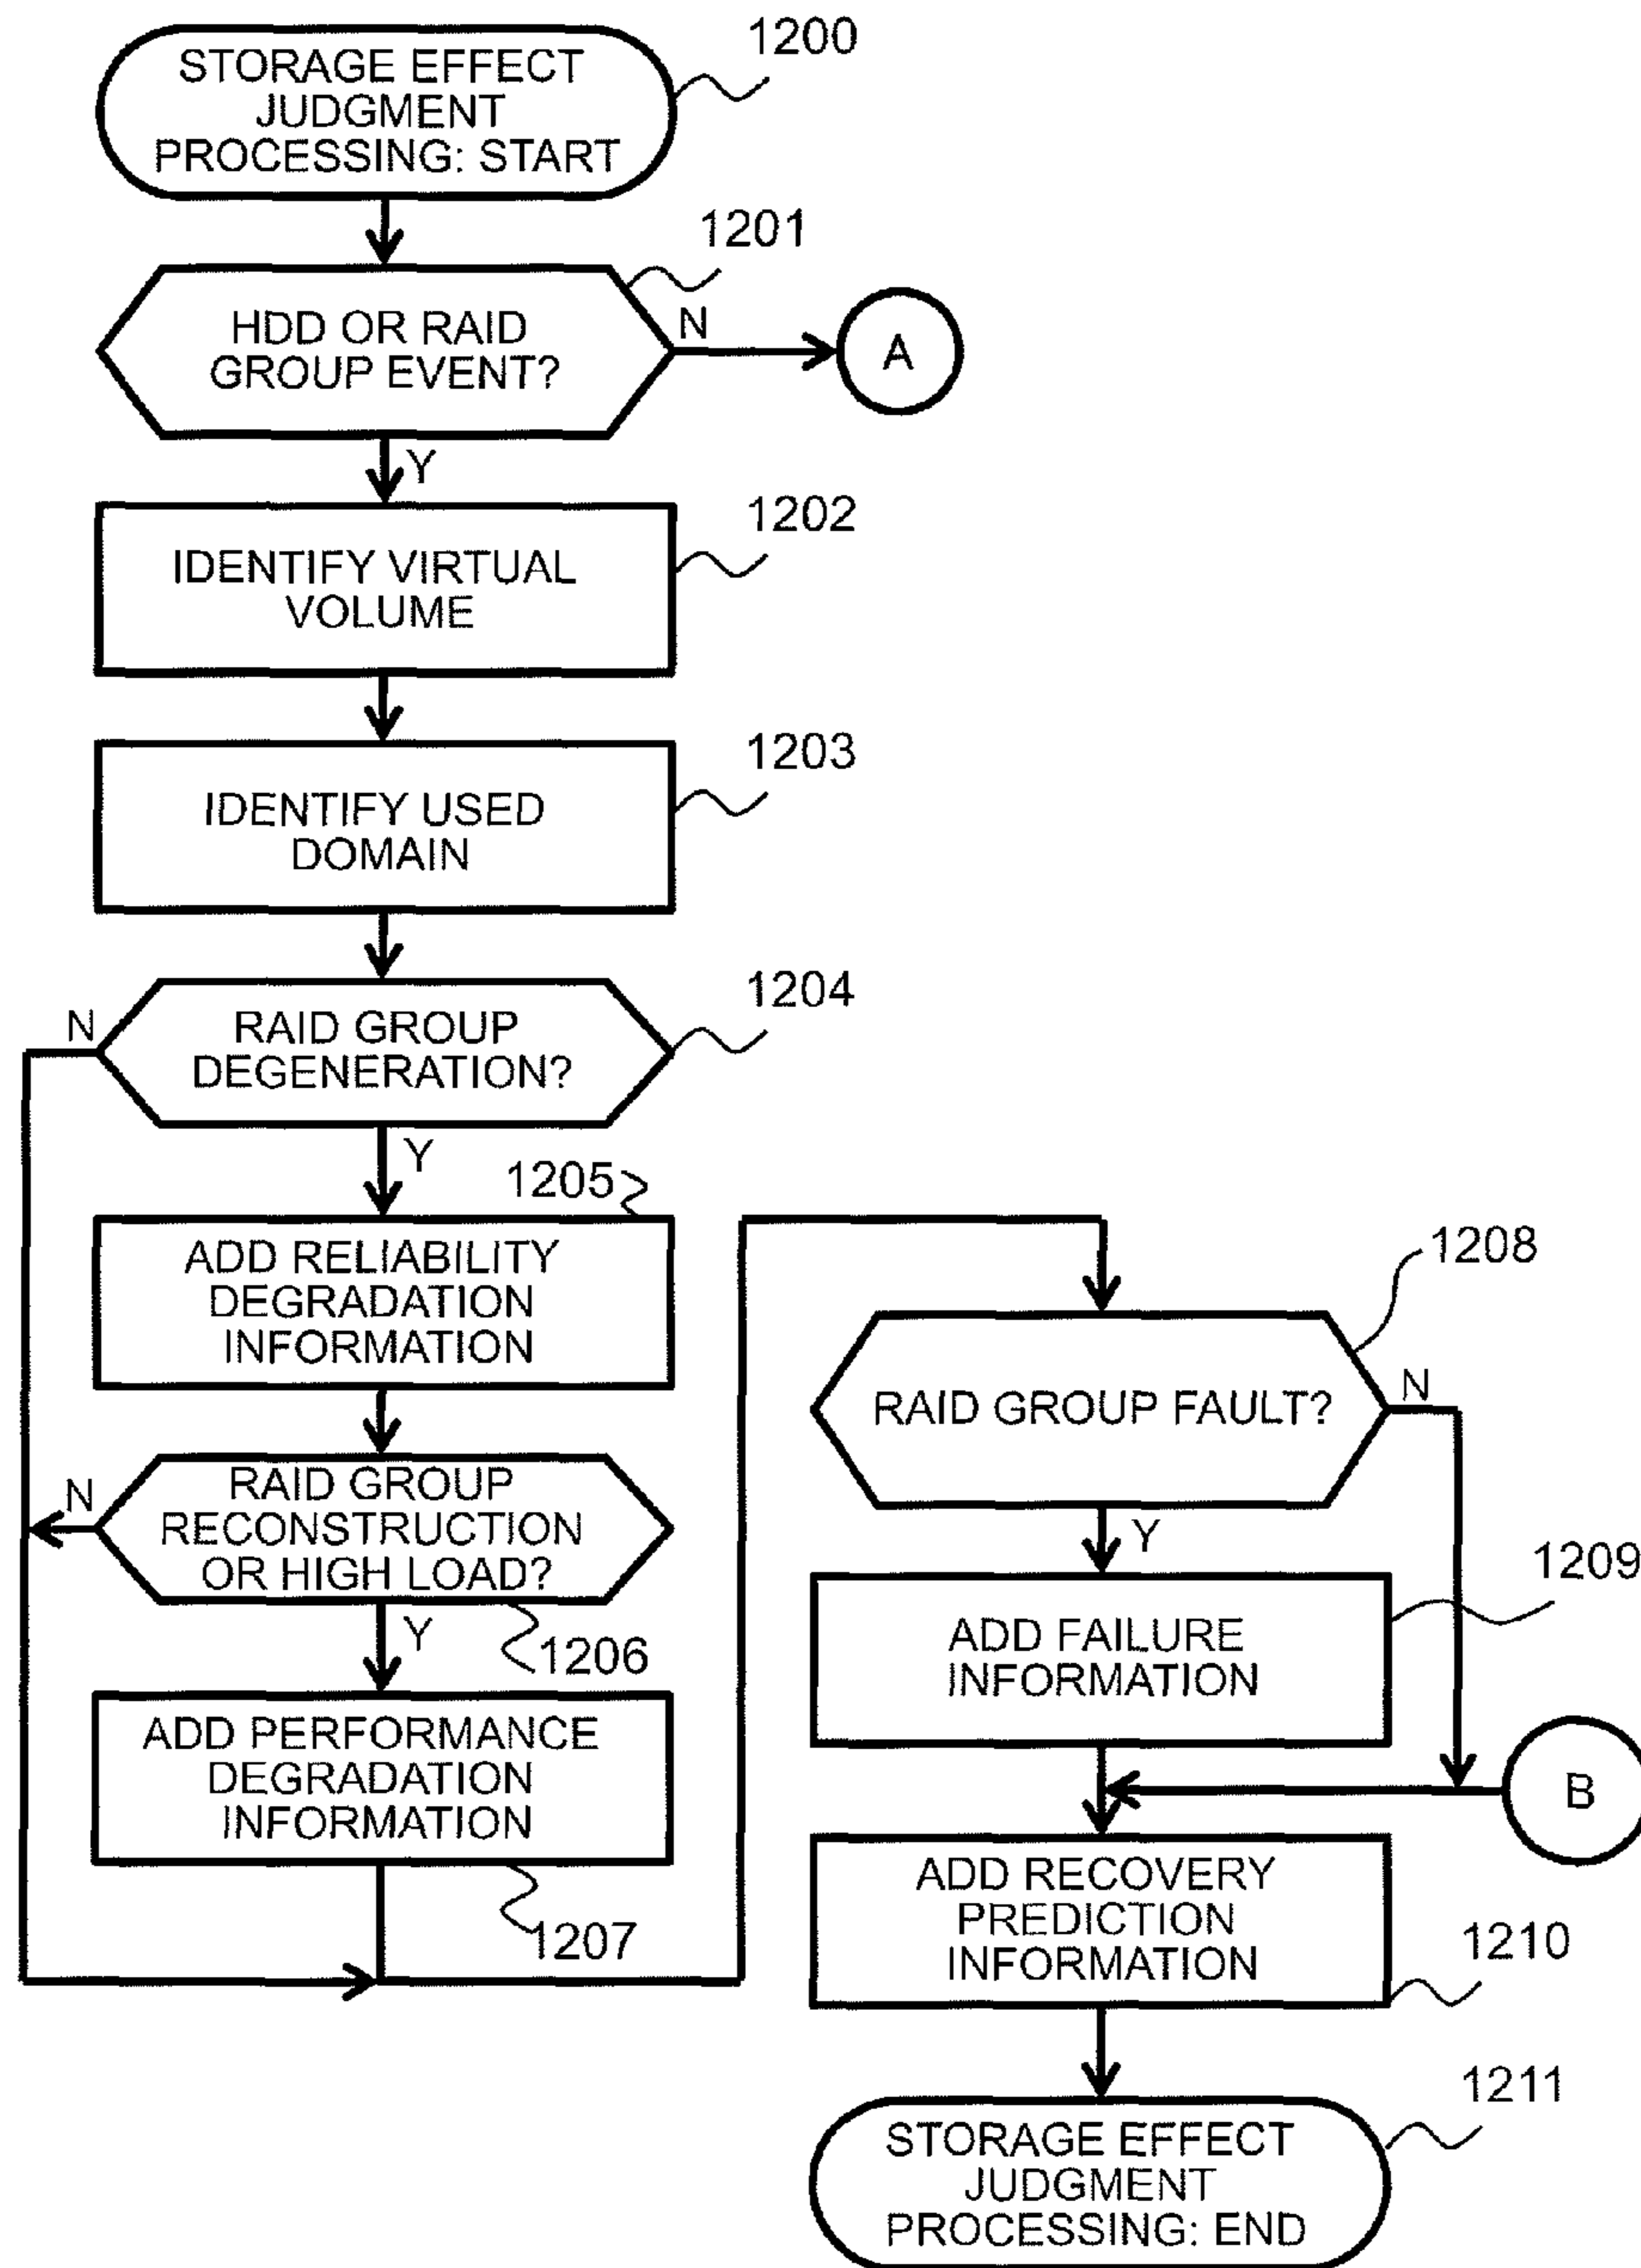 1200
STORAGE EFFECT
JUDGMENT
PROCESSING: START
1201
HDD OR RAID
GROUP EVENT?
N
A
Y
1202
IDENTIFY VIRTUAL
VOLUME
1203
IDENTIFY USED
DOMAIN
1204
N
RAID GROUP
DEGENERATION?
Y
1205
ADD RELIABILITY
DEGRADATION
INFORMATION
N
RAID GROUP
RECONSTRUCTION
OR HIGH LOAD?
Y
1206
ADD PERFORMANCE
DEGRADATION
INFORMATION
1207
1208
RAID GROUP FAULT?
N
Y
1209
ADD FAILURE
INFORMATION
B
ADD RECOVERY
PREDICTION
INFORMATION
1210
1211
STORAGE EFFECT
JUDGMENT
PROCESSING: END